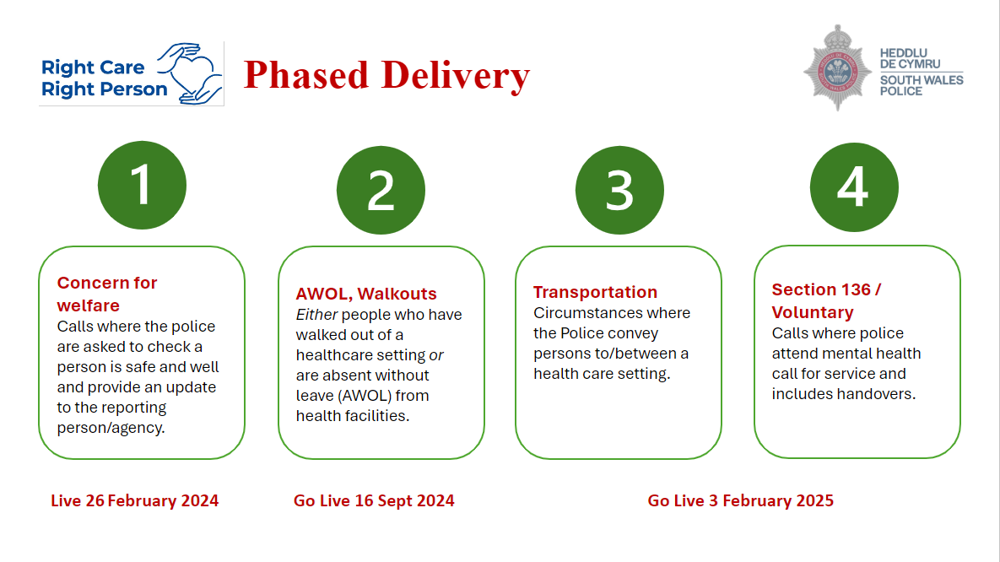 Right Care
Right Person
Phased Delivery
HEDDLU
DE CYMRU
SOUTH WALES
POLICE
1
2
3
4
Concern for
welfare
Calls where the police
are asked to check a
person is safe and well
and provide an update
to the reporting
person/agency.
AWOL, Walkouts
Either people who have
walked out of a
healthcare setting or
are absent without
leave (AWOL) from
health facilities.
Transportation
Circumstances where
the Police convey
persons to/between a
health care setting.
Section 136 /
Voluntary
Calls where police
attend mental health
call for service and
includes handovers.
Live 26 February 2024
Go Live 16 Sept 2024
Go Live 3 February 2025